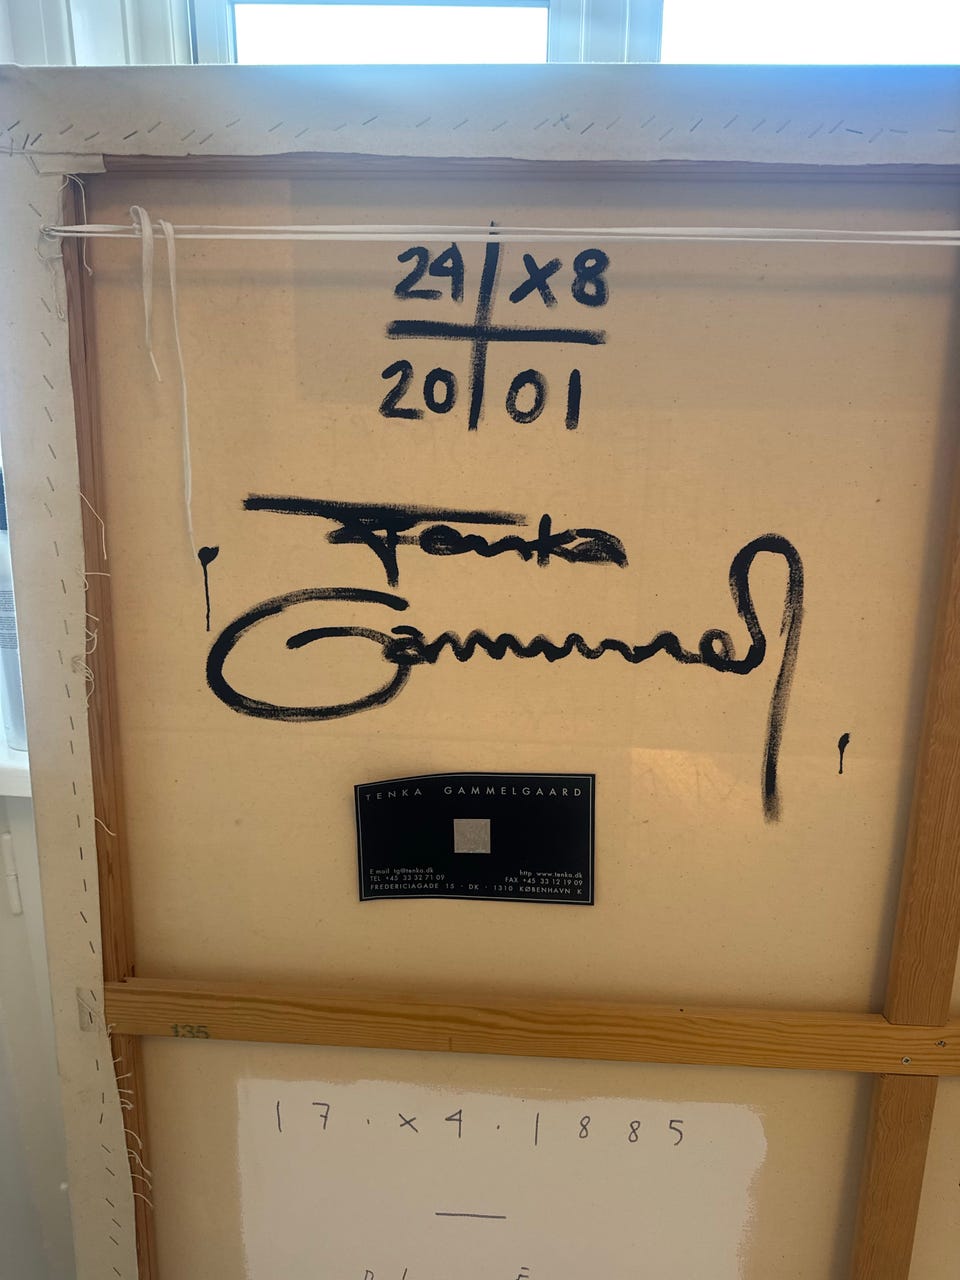 24 X8
20 01
Tenka
Gammel
TENKA GAMMELGAARD
E mail tg@tenka.dk http www.tenka.dk
TEL +45 33 32 71 09 FAX +45 33 12 19 09
FREDERICIAGADE 15 · DK · 1310 KØBENHAVN K
135
17 . x4 . 1885